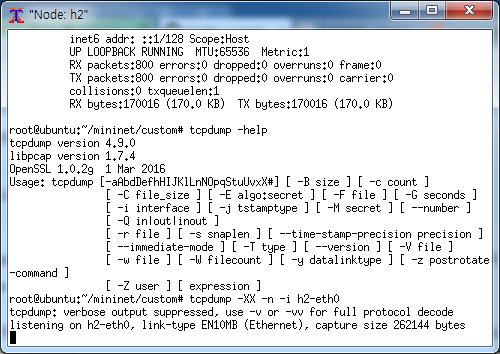 "Node: h2"
inet6 addr: ::1/128 Scope:Host
UP LOOPBACK RUNNING  MTU:65536  Metric:1
RX packets:800 errors:0 dropped:0 overruns:0 frame:0
TX packets:800 errors:0 dropped:0 overruns:0 carrier:0
collisions:0 txqueuelen:1
RX bytes:170016 (170.0 KB)  TX bytes:170016 (170.0 KB)
root@ubuntu:~/mininet/custom# tcpdump -help
tcpdump version 4.9.0
libpcap version 1.7.4
OpenSSL 1.0.2g  1 Mar 2016
Usage: tcpdump [-aAbdDefhHIJKlLnNOpqStuUvxX#] [ -B size ] [ -c count ]
[ -C file_size ] [ -E algo:secret ] [ -F file ] [ -G seconds ]
[ -i interface ] [ -j tstamptype ] [ -M secret ] [ --number ]
[ -Q in|out|inout ]
[ -r file ] [ -s snaplen ] [ --time-stamp-precision precision ]
[ --immediate-mode ] [ -T type ] [ --version ] [ -V file ]
[ -w file ] [ -W filecount ] [ -y datalinktype ] [ -z postrotate
-command ]
[ -Z user ] [ expression ]
root@ubuntu:~/mininet/custom# tcpdump -XX -n -i h2-eth0
tcpdump: verbose output suppressed, use -v or -vv for full protocol decode
listening on h2-eth0, link-type EN10MB (Ethernet), capture size 262144 bytes